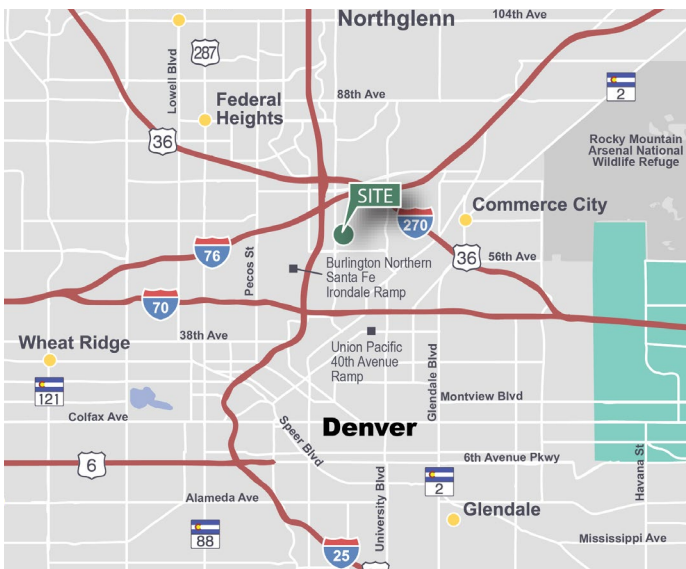 104th Ave
Northglenn
Lowell Blvd
287
88th Ave
2
Federal
Heights
36
Rocky Mountain
Arsenal National
Wildlife Refuge
SITE
Commerce City
270
76
Pecos St
Burlington Northern
Santa Fe
Irondale Ramp
36
56th Ave
70
38th Ave
Wheat Ridge
Union Pacific
40th Avenue
Ramp
Glendale Blvd
121
Montview Blvd
Colfax Ave
Speer Blvd
Denver
6
6th Avenue Pkwy
Havana St
2
University Blvd
Alameda Ave
Glendale
88
Mississippi Ave
25